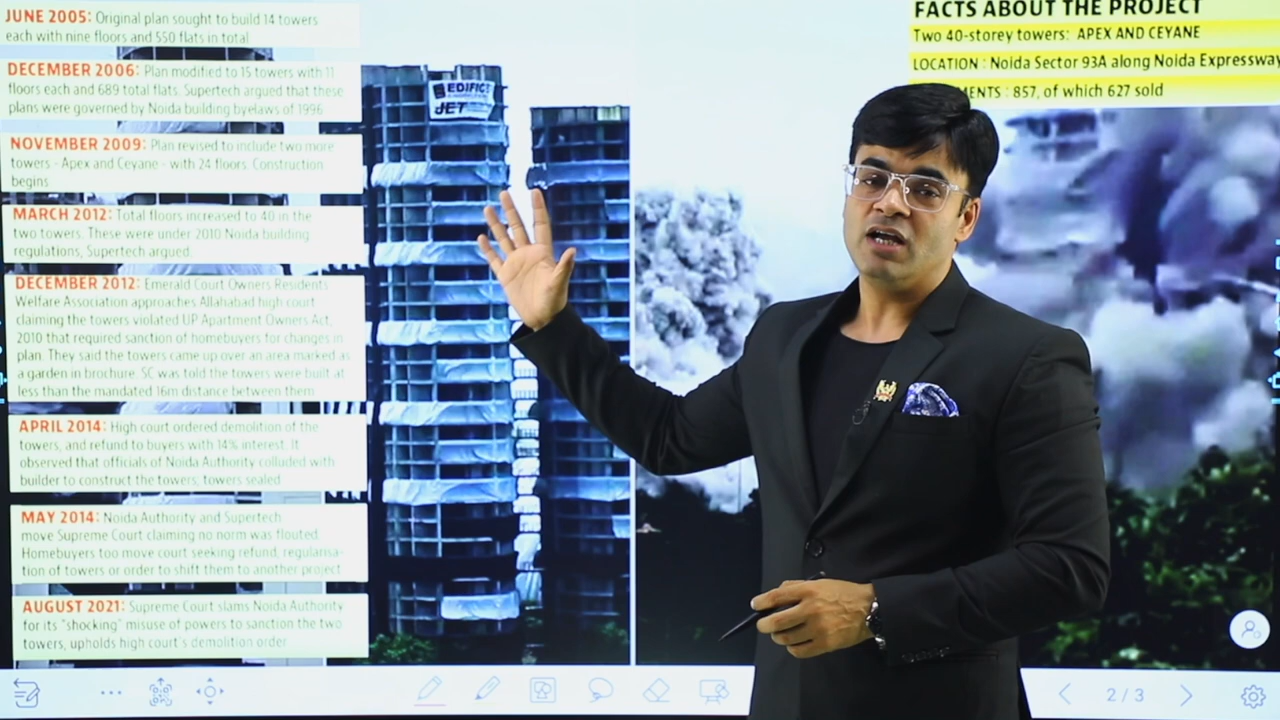 JUNE 2005: Original plan sought to build 14 towers
each with nine floors and 550 flats in total
DECEMBER 2006: Plan modified to 15 towers with 11
floors each and 689 total flats. Supertech argued that these
plans were governed by Noida building byelaws of 1996
NOVEMBER 2009: Plan revised to include two more
towers - Apex and Ceyane - with 24 floors. Construction
begins
MARCH 2012: Total floors increased to 40 in the
two towers. These were under 2010 Noida building
regulations, Supertech argued.
DECEMBER 2012: Emerald Court Owners Residents
Welfare Association approaches Allahabad high court
claiming the towers violated UP Apartment Owners Act,
2010 that required sanction of homebuyers for changes in
plan. They said the towers came up over an area marked as
a garden in brochure. SC was told the towers were built at
less than the mandated 16m distance between them
APRIL 2014: High court ordered demolition of the
towers, and refund to buyers with 14% interest. It
observed that officials of Noida Authority colluded with
builder to construct the towers; towers sealed
MAY 2014: Noida Authority and Supertech
move Supreme Court claiming no norm was flouted.
Homebuyers too move court seeking refund, regularisa-
tion of towers or order to shift them to another project
AUGUST 2021: Supreme Court slams Noida Authority
for its "shocking" misuse of powers to sanction the two
towers, upholds high court's demolition order
EDIFICE
JET
FACTS ABOUT THE PROJECT
Two 40-storey towers: APEX AND CEYANE
LOCATION : Noida Sector 93A along Noida Expressway
MENTS : 857, of which 627 sold
2 / 3